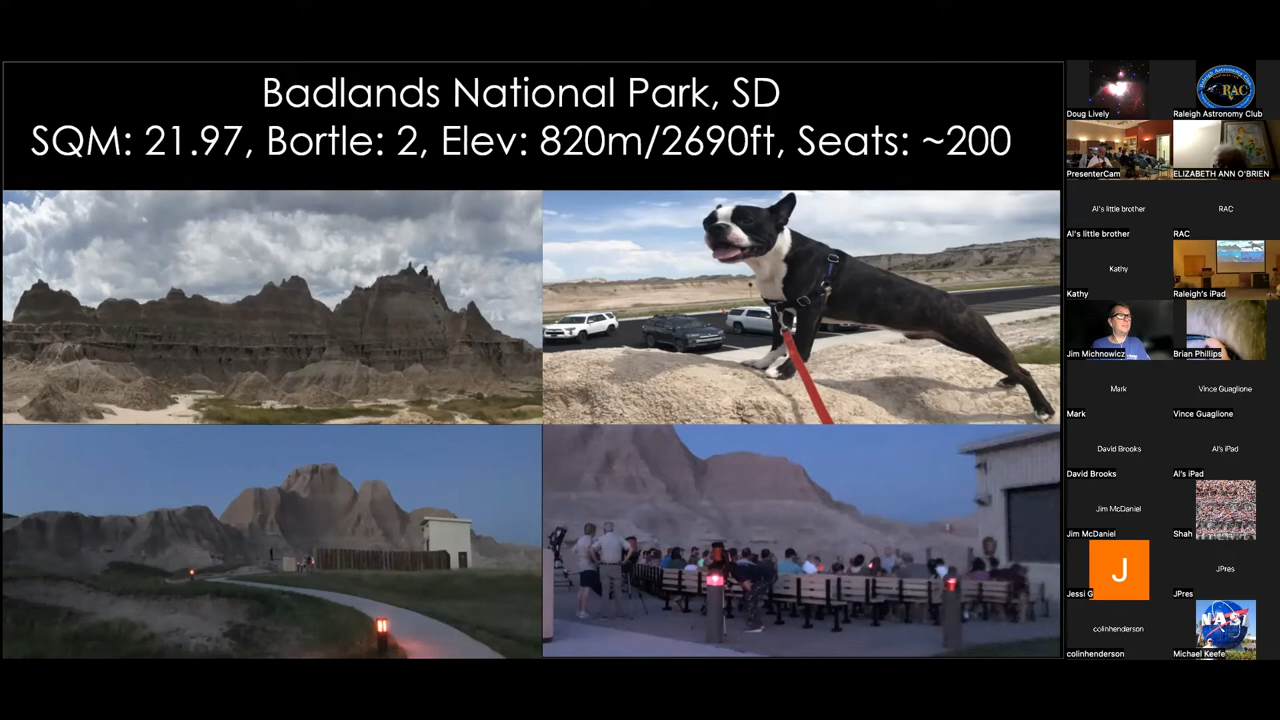 Badlands National Park, SD
SQM: 21.97, Bortle: 2, Elev: 820m/2690ft, Seats: ~200
Doug Lively
RAC
Raleigh Astronomy Club
PresenterCam
ELIZABETH ANN O'BRIEN
Al's little brother
RAC
Al's little brother
RAC
Kathy
Kathy
Raleigh's iPad
Jim Michnowicz
Brian Phillips
Mark
Vince Guaglione
Mark
Vince Guaglione
David Brooks
Al's iPad
David Brooks
Al's iPad
Jim McDaniel
Jim McDaniel
Shah
J
JPres
Jessi G
JPres
colinhenderson
NASA
colinhenderson
Michael Keefe